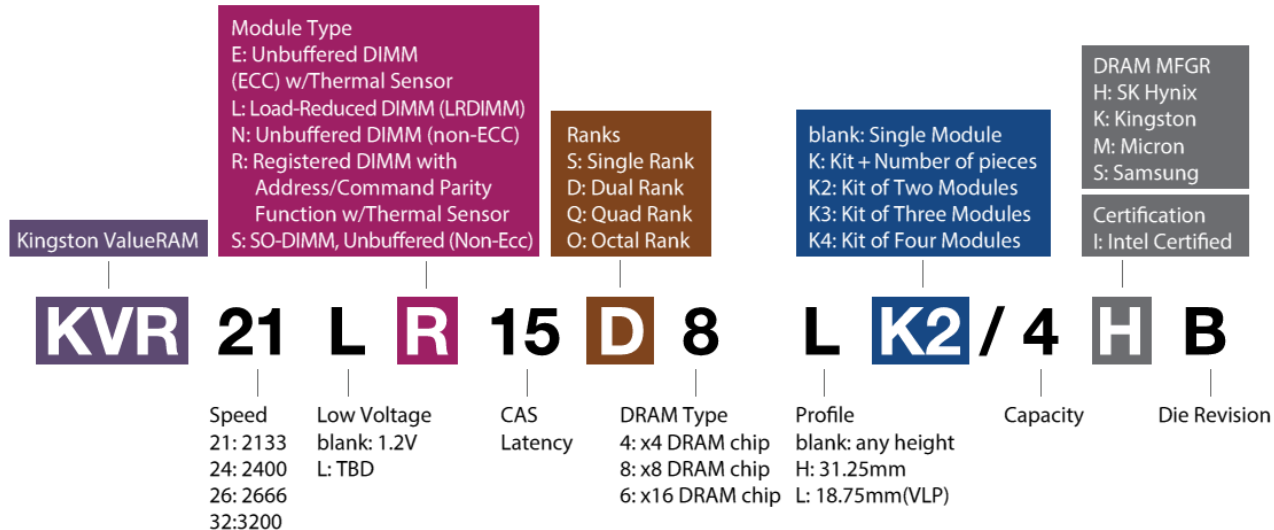 Module Type
E: Unbuffered DIMM
(ECC) w/Thermal Sensor
L: Load-Reduced DIMM (LRDIMM)
N: Unbuffered DIMM (non-ECC)
R: Registered DIMM with
Address/Command Parity
Function w/Thermal Sensor
S: SO-DIMM, Unbuffered (Non-Ecc)
Ranks
S: Single Rank
D: Dual Rank
Q: Quad Rank
O: Octal Rank
blank: Single Module
K: Kit + Number of pieces
K2: Kit of Two Modules
K3: Kit of Three Modules
K4: Kit of Four Modules
DRAM MFGR
H: SK Hynix
K: Kingston
M: Micron
S: Samsung
Certification
I: Intel Certified
Kingston ValueRAM
KVR 21 L R 15 D 8 L K2 / 4 H B
Speed
21: 2133
24: 2400
26: 2666
32:3200
Low Voltage
blank: 1.2V
L: TBD
CAS
Latency
DRAM Type
4: x4 DRAM chip
8: x8 DRAM chip
6: x16 DRAM chip
Profile
blank: any height
H: 31.25mm
L: 18.75mm(VLP)
Capacity
Die Revision